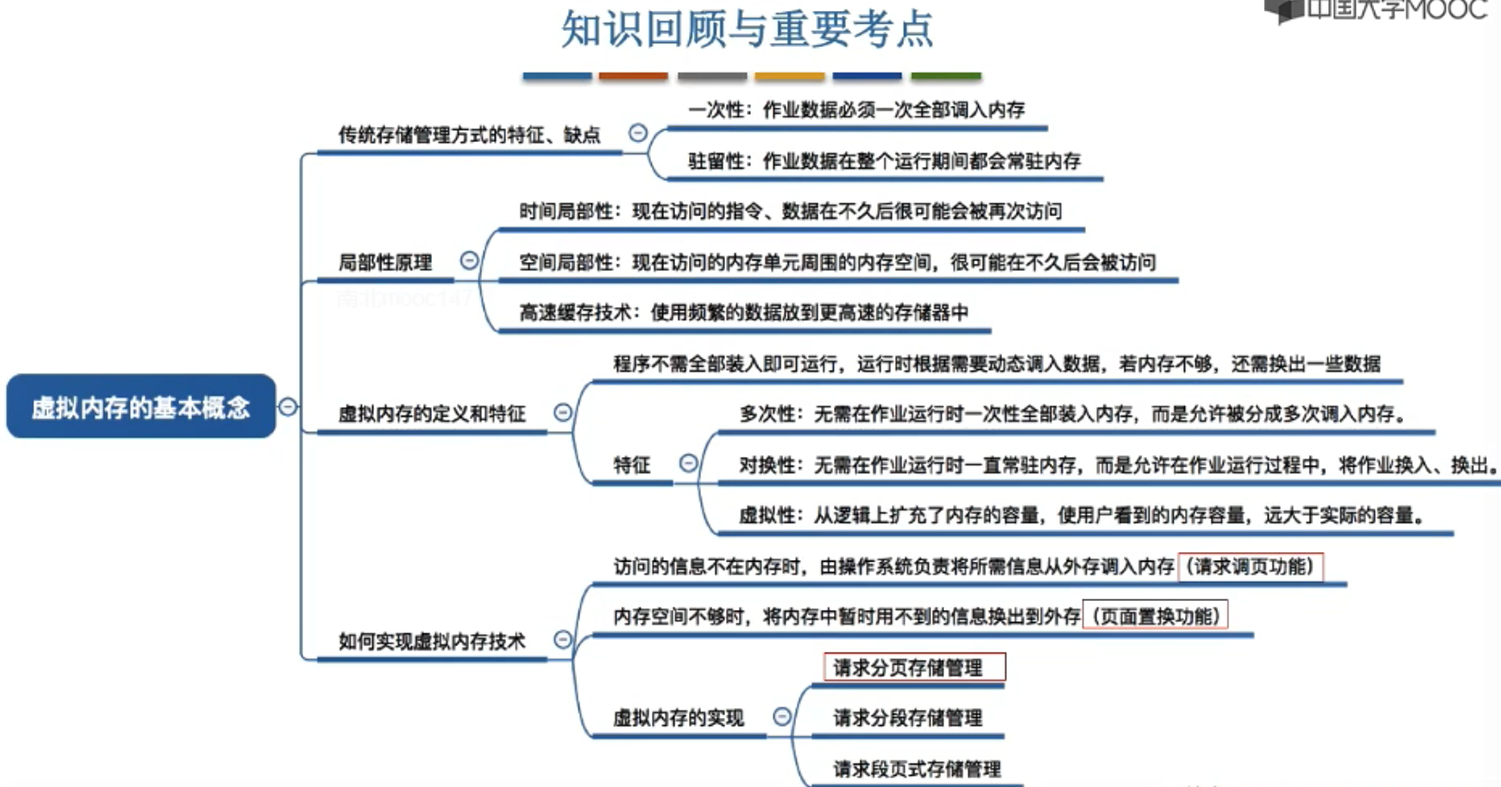 中国大学MOOC
知识回顾与重要考点
传统存储管理方式的特征、缺点
一次性：作业数据必须一次全部调入内存
驻留性：作业数据在整个运行期间都会常驻内存
局部性原理
时间局部性：现在访问的指令、数据在不久后很可能会被再次访问
空间局部性：现在访问的内存单元周围的内存空间，很可能在不久后会被访问
高速缓存技术：使用频繁的数据放到更高速的存储器中
虚拟内存的基本概念
虚拟内存的定义和特征
程序不需全部装入即可运行，运行时根据需要动态调入数据，若内存不够，还需换出一些数据
特征
多次性：无需在作业运行时一次性全部装入内存，而是允许被分成多次调入内存。
对换性：无需在作业运行时一直常驻内存，而是允许在作业运行过程中，将作业换入、换出。
虚拟性：从逻辑上扩充了内存的容量，使用户看到的内存容量，远大于实际的容量。
如何实现虚拟内存技术
访问的信息不在内存时，由操作系统负责将所需信息从外存调入内存（请求调页功能）
内存空间不够时，将内存中暂时用不到的信息换出到外存（页面置换功能）
虚拟内存的实现
请求分页存储管理
请求分段存储管理
请求段页式存储管理